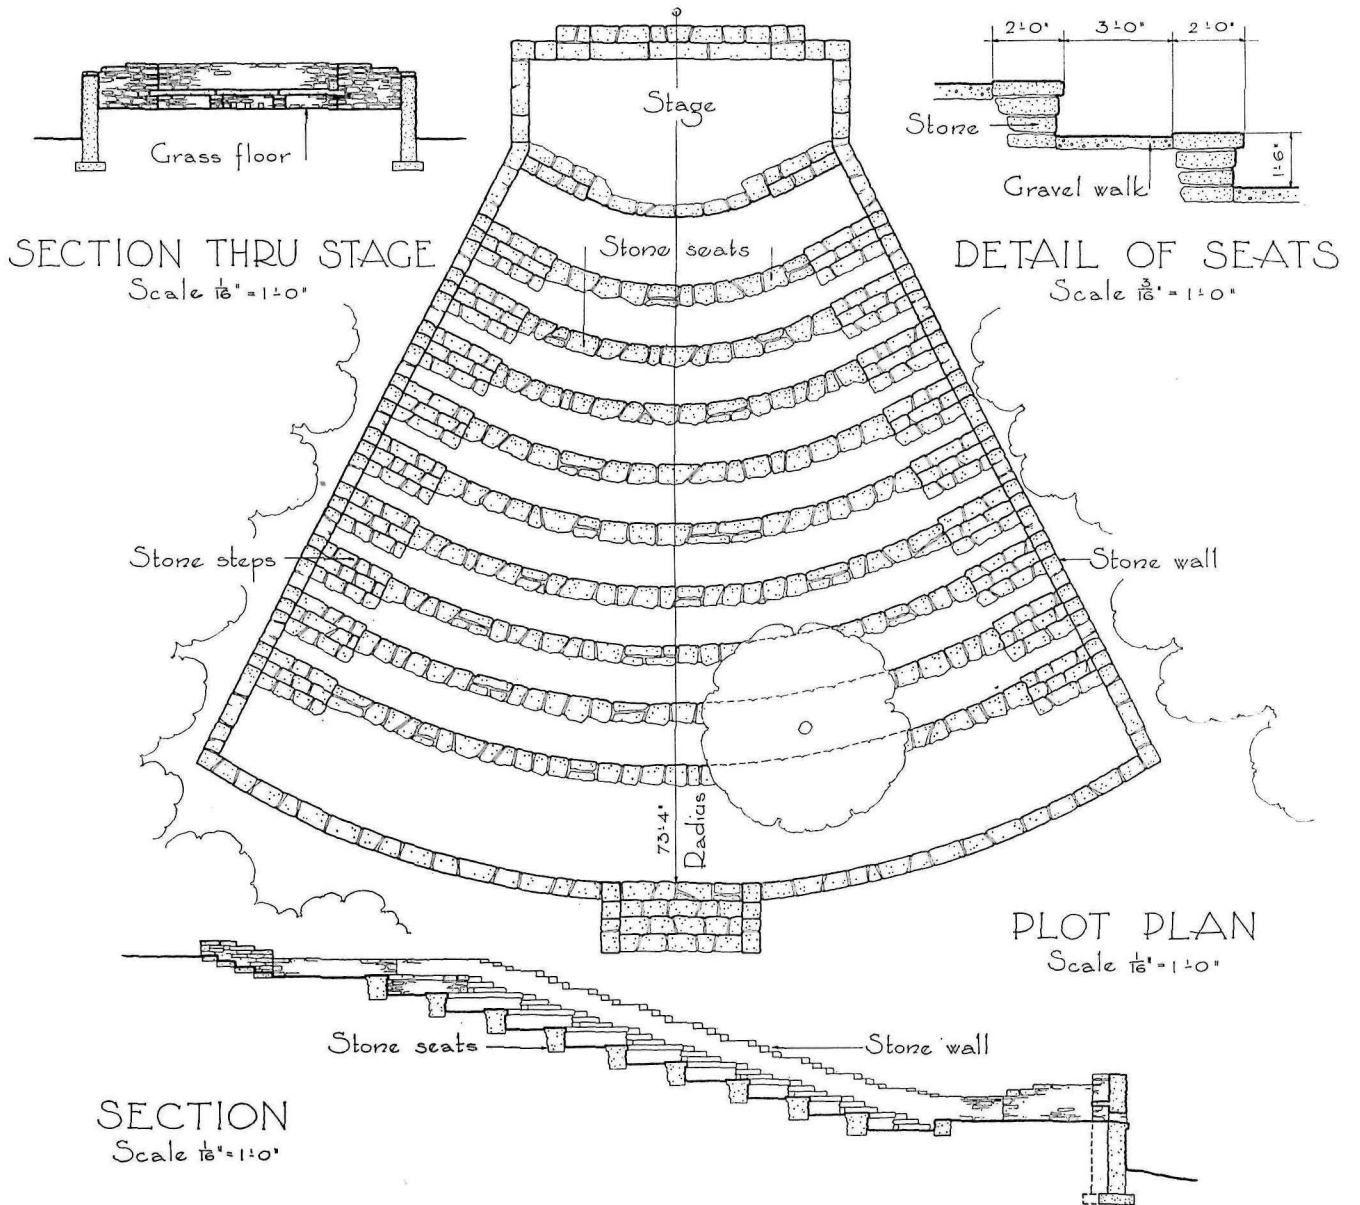 Grass floor
SECTION THRU STAGE
Scale 1/16" = 1'-0"
Stage
2'-0" 3'-0" 2'-0"
Stone
1'-6"
Gravel walk
DETAIL OF SEATS
Scale 3/16" = 1'-0"
Stone seats
Stone steps
Stone wall
73'-4"
Radius
PLOT PLAN
Scale 1/16" = 1'-0"
Stone seats
Stone wall
SECTION
Scale 1/16" = 1'-0"